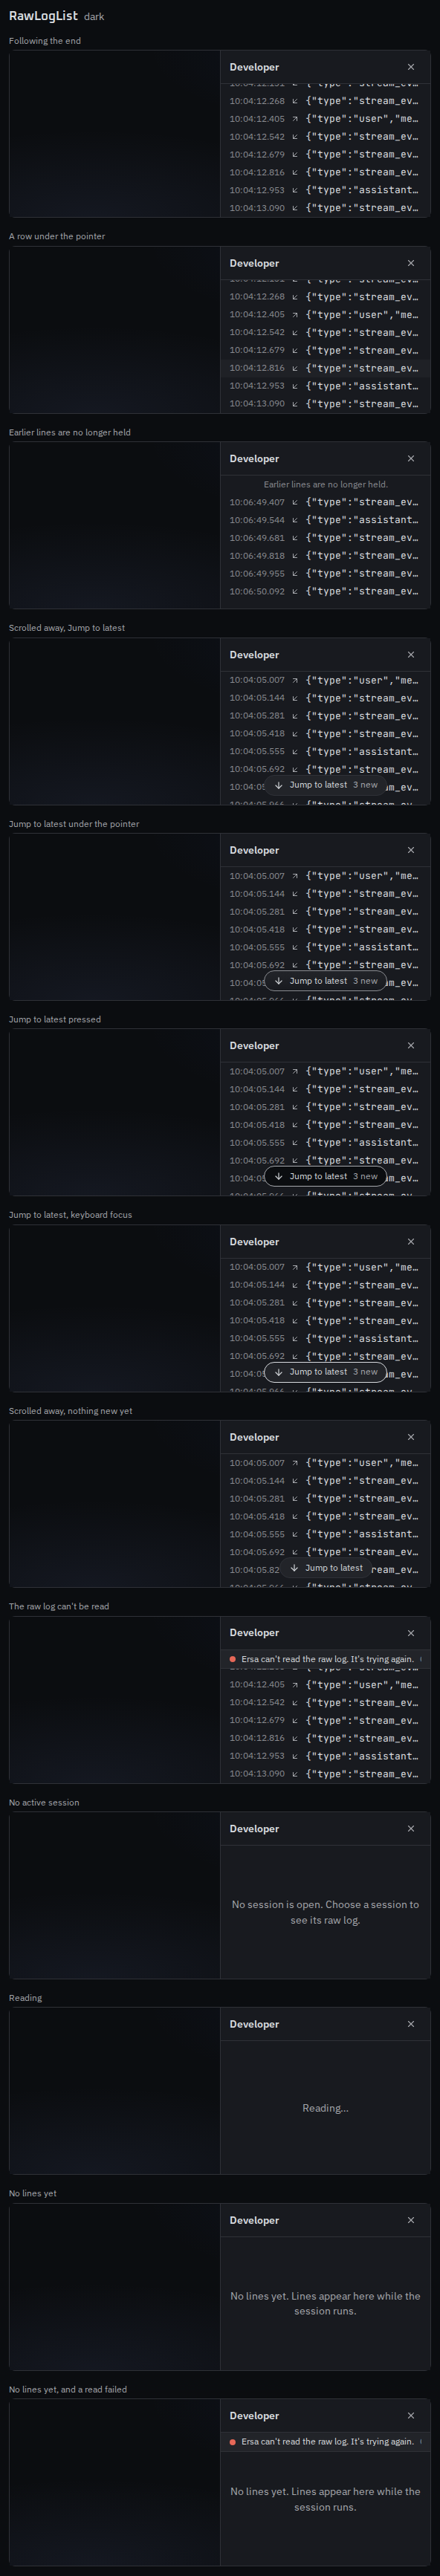 RawLogList dark
Following the end
Developer
10:04:12.268 {"type":"stream_ev…
10:04:12.405 {"type":"user","me…
10:04:12.542 {"type":"stream_ev…
10:04:12.679 {"type":"stream_ev…
10:04:12.816 {"type":"stream_ev…
10:04:12.953 {"type":"assistant…
10:04:13.090 {"type":"stream_ev…
A row under the pointer
Developer
10:04:12.268 {"type":"stream_ev…
10:04:12.405 {"type":"user","me…
10:04:12.542 {"type":"stream_ev…
10:04:12.679 {"type":"stream_ev…
10:04:12.816 {"type":"stream_ev…
10:04:12.953 {"type":"assistant…
10:04:13.090 {"type":"stream_ev…
Earlier lines are no longer held
Developer
Earlier lines are no longer held.
10:06:49.407 {"type":"stream_ev…
10:06:49.544 {"type":"assistant…
10:06:49.681 {"type":"stream_ev…
10:06:49.818 {"type":"stream_ev…
10:06:49.955 {"type":"stream_ev…
10:06:50.092 {"type":"stream_ev…
Scrolled away, Jump to latest
Developer
10:04:05.007 {"type":"user","me…
10:04:05.144 {"type":"stream_ev…
10:04:05.281 {"type":"stream_ev…
10:04:05.418 {"type":"stream_ev…
10:04:05.555 {"type":"assistant…
10:04:05.692 {"type":"stream_ev…
Jump to latest 3 new
Jump to latest under the pointer
Developer
10:04:05.007 {"type":"user","me…
10:04:05.144 {"type":"stream_ev…
10:04:05.281 {"type":"stream_ev…
10:04:05.418 {"type":"stream_ev…
10:04:05.555 {"type":"assistant…
10:04:05.692 {"type":"stream_ev…
Jump to latest 3 new
Jump to latest pressed
Developer
10:04:05.007 {"type":"user","me…
10:04:05.144 {"type":"stream_ev…
10:04:05.281 {"type":"stream_ev…
10:04:05.418 {"type":"stream_ev…
10:04:05.555 {"type":"assistant…
10:04:05.692 {"type":"stream_ev…
Jump to latest 3 new
Jump to latest, keyboard focus
Developer
10:04:05.007 {"type":"user","me…
10:04:05.144 {"type":"stream_ev…
10:04:05.281 {"type":"stream_ev…
10:04:05.418 {"type":"stream_ev…
10:04:05.555 {"type":"assistant…
10:04:05.692 {"type":"stream_ev…
Jump to latest 3 new
Scrolled away, nothing new yet
Developer
10:04:05.007 {"type":"user","me…
10:04:05.144 {"type":"stream_ev…
10:04:05.281 {"type":"stream_ev…
10:04:05.418 {"type":"stream_ev…
10:04:05.555 {"type":"assistant…
10:04:05.692 {"type":"stream_ev…
Jump to latest
The raw log can't be read
Developer
Ersa can't read the raw log. It's trying again.
10:04:12.405 {"type":"user","me…
10:04:12.542 {"type":"stream_ev…
10:04:12.679 {"type":"stream_ev…
10:04:12.816 {"type":"stream_ev…
10:04:12.953 {"type":"assistant…
10:04:13.090 {"type":"stream_ev…
No active session
Developer
No session is open. Choose a session to
see its raw log.
Reading
Developer
Reading…
No lines yet
Developer
No lines yet. Lines appear here while the
session runs.
No lines yet, and a read failed
Developer
Ersa can't read the raw log. It's trying again.
No lines yet. Lines appear here while the
session runs.